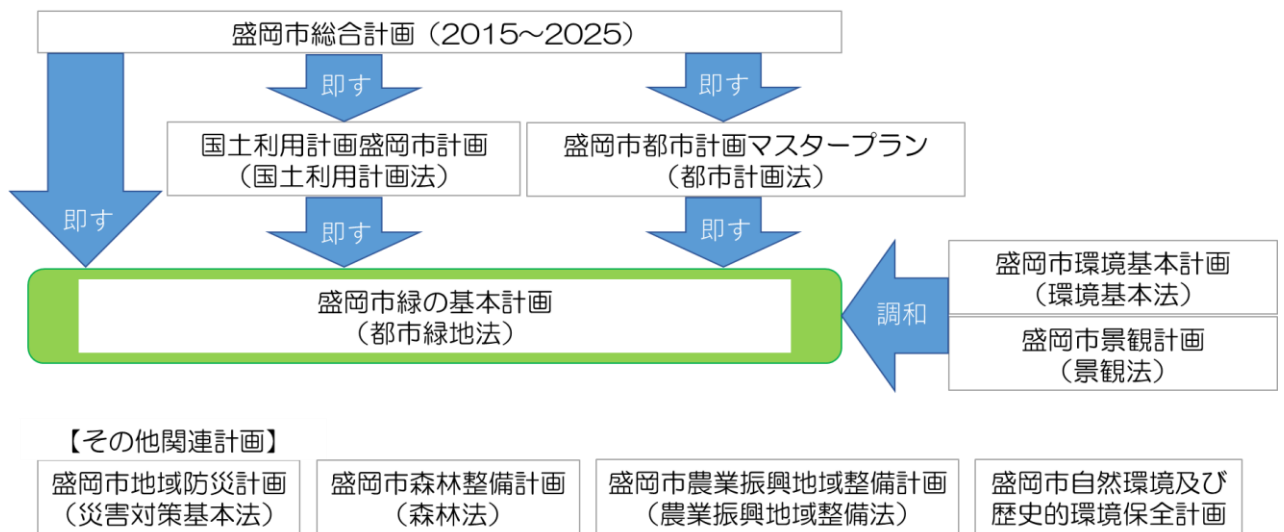 盛岡市総合計画（2015～2025）
即す
即す
国土利用計画盛岡市計画
（国土利用計画法）
盛岡市都市計画マスタープラン
（都市計画法）
即す
即す
即す
盛岡市緑の基本計画
（都市緑地法）
調和
盛岡市環境基本計画
（環境基本法）
盛岡市景観計画
（景観法）
【その他関連計画】
盛岡市地域防災計画
（災害対策基本法）
盛岡市森林整備計画
（森林法）
盛岡市農業振興地域整備計画
（農業振興地域整備法）
盛岡市自然環境及び
歴史的環境保全計画